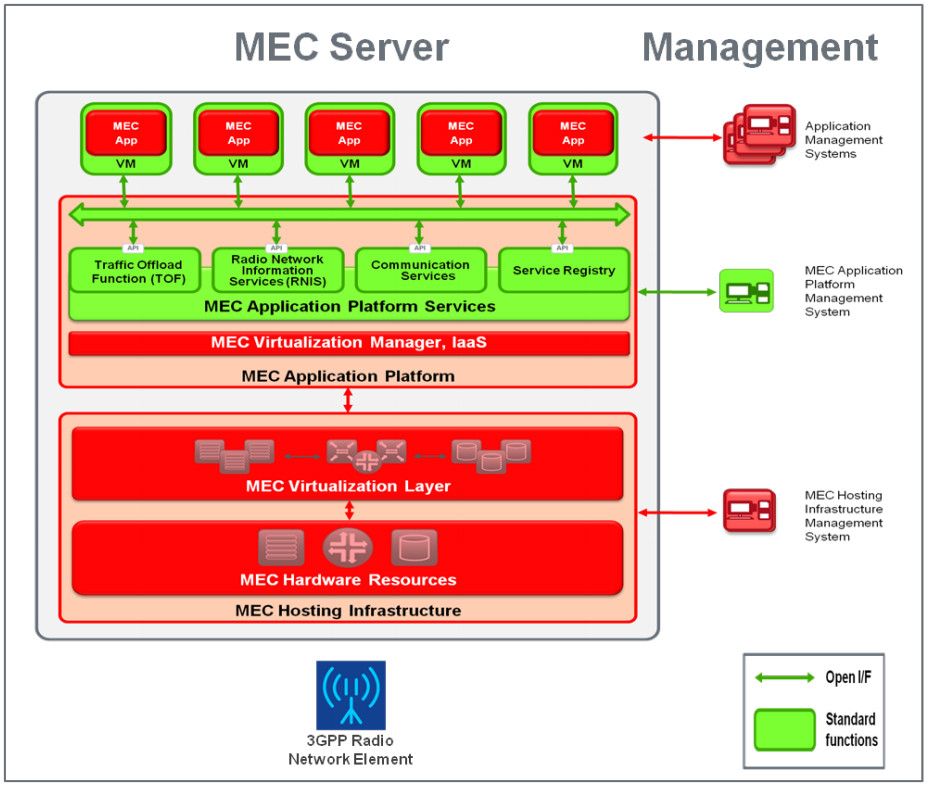 MEC Server
Management
MEC
App
VM
MEC
App
VM
MEC
App
VM
MEC
App
VM
MEC
App
VM
Application
Management
Systems
API
API
API
API
Traffic Offload
Function (TOF)
Radio Network
Information
Services (RNIS)
Communication
Services
Service Registry
MEC Application Platform Services
MEC Application
Platform
Management
System
MEC Virtualization Manager, IaaS
MEC Application Platform
MEC Virtualization Layer
MEC Hosting
Infrastructure
Management
System
MEC Hardware Resources
MEC Hosting Infrastructure
3GPP Radio
Network Element
Open I/F
Standard
functions